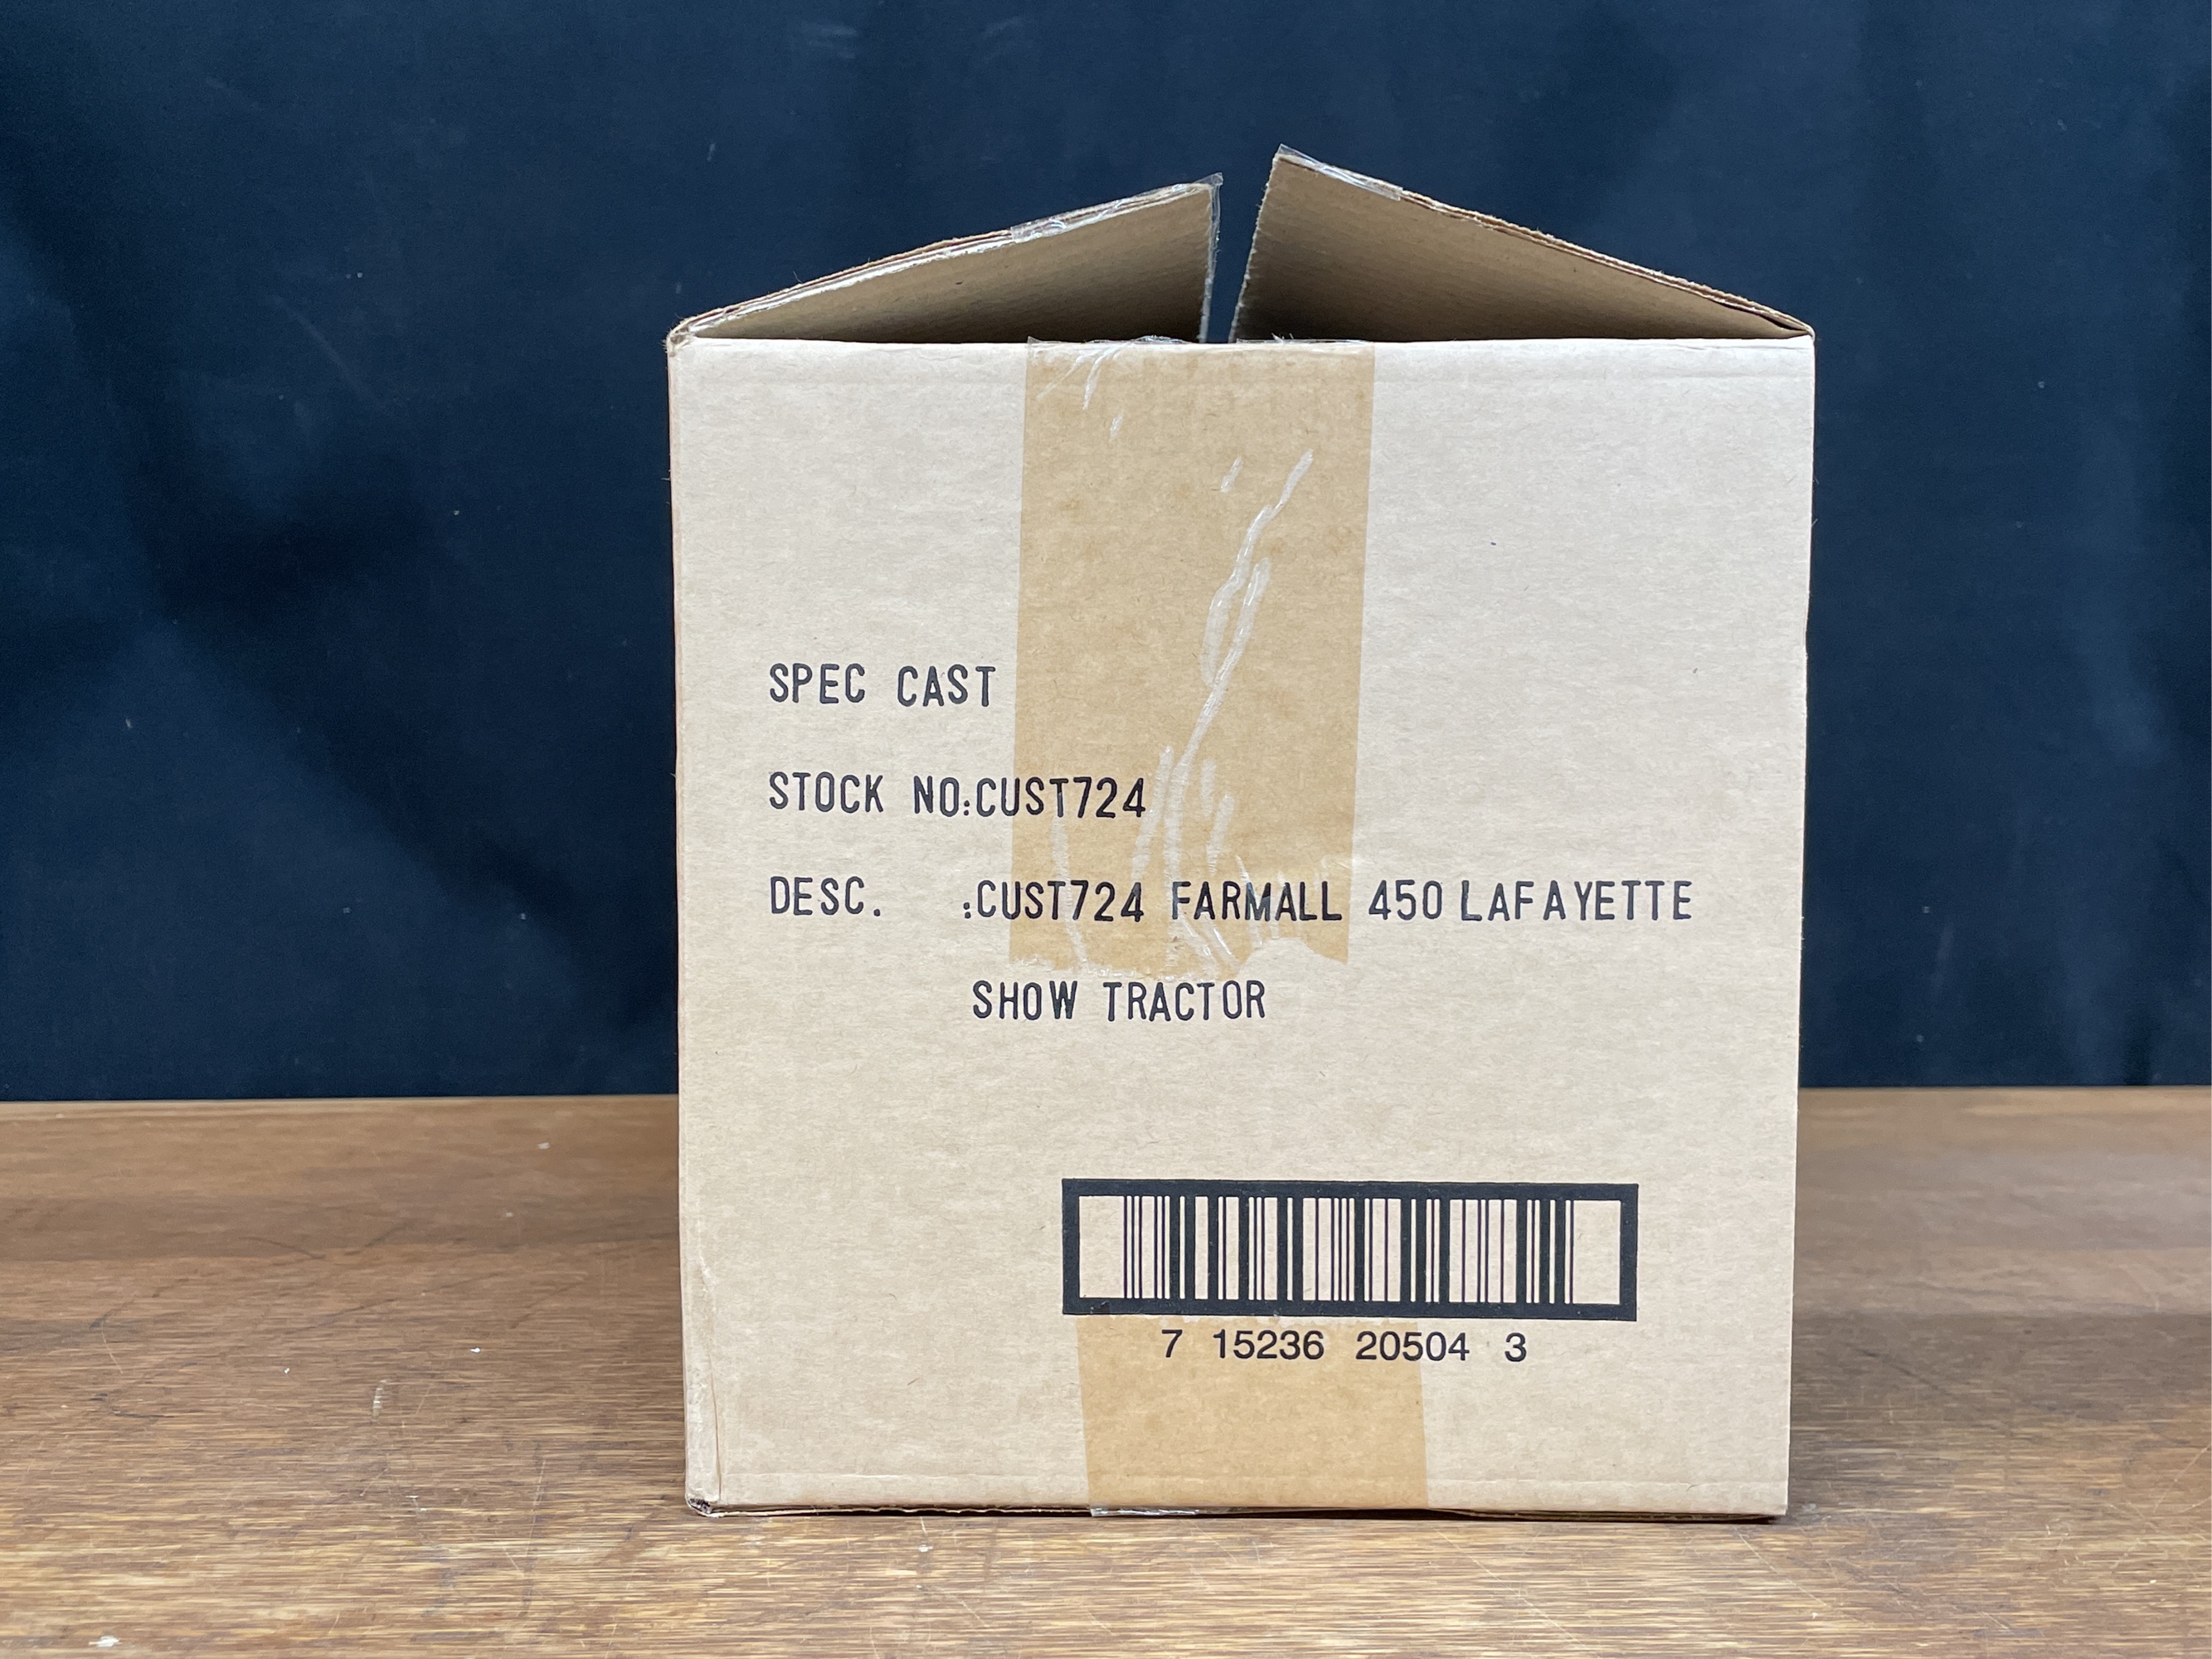 SPEC CAST
STOCK NO:CUST724
DESC. :CUST724 FARMALL 450 LAFAYETTE
SHOW TRACTOR
7 15236 20504 3